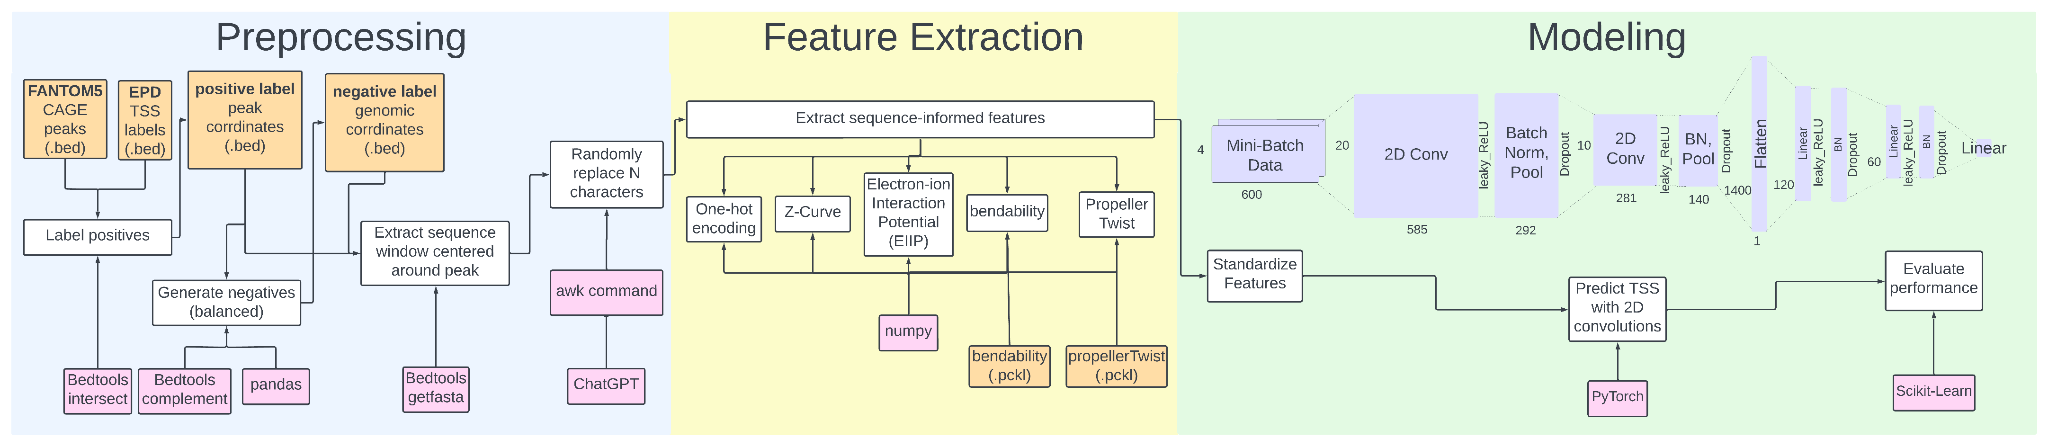 Preprocessing
FANTOM5
CAGE
peaks
(.bed)
EPD
TSS
labels
(.bed)
positive label
peak
corrdinates
(.bed)
negative label
genomic
corrdinates
(.bed)
Label positives
Generate negatives
(balanced)
Extract sequence
window centered
around peak
Randomly
replace N
characters
awk command
ChatGPT
Bedtools
intersect
Bedtools
complement
pandas
Bedtools
getfasta
Feature Extraction
Extract sequence-informed features
One-hot
encoding
Z-Curve
Electron-ion
Interaction
Potential
(EIIP)
bendability
Propeller
Twist
numpy
bendability
(.pckl)
propellerTwist
(.pckl)
Modeling
4
Mini-Batch
Data
600
20
2D Conv
585
leaky_ReLU
Batch
Norm,
Pool
292
Dropout
10
2D
Conv
281
leaky_ReLU
BN,
Pool
140
Dropout
1400
Flatten
1
120
Linear
leaky_ReLU
BN
Dropout
60
Linear
leaky_ReLU
BN
Dropout
Linear
Standardize
Features
Predict TSS
with 2D
convolutions
Evaluate
performance
PyTorch
Scikit-Learn